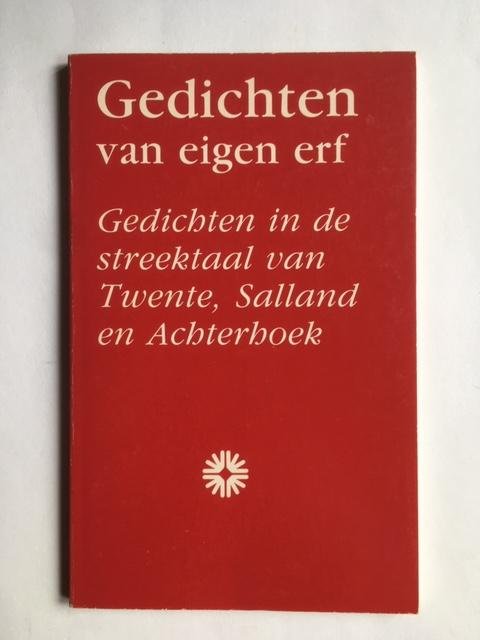 Gedichten
van eigen erf
Gedichten in de
streektaal van
Twente, Salland
en Achterhoek